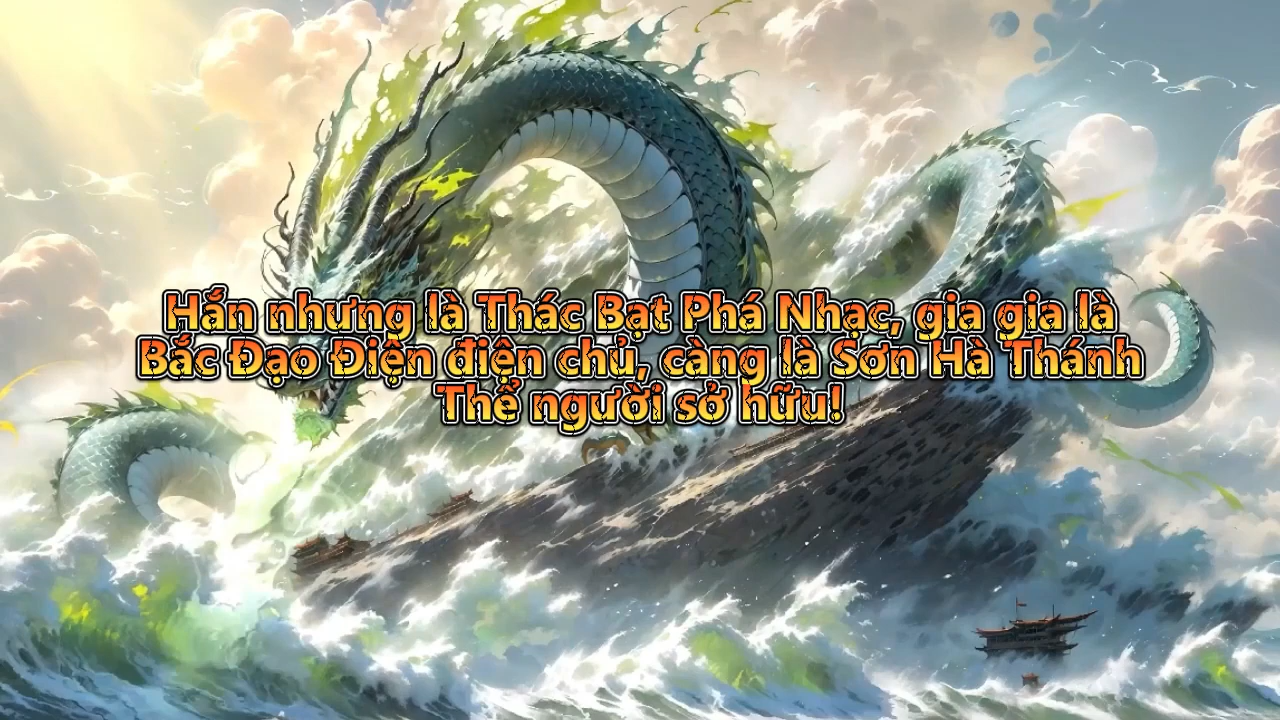 Hắn nhưng là Thác Bạt Phá Nhạc, gia gia là
Bắc Đạo Điện điện chủ, càng là Sơn Hà Thánh
Thể người sở hữu!